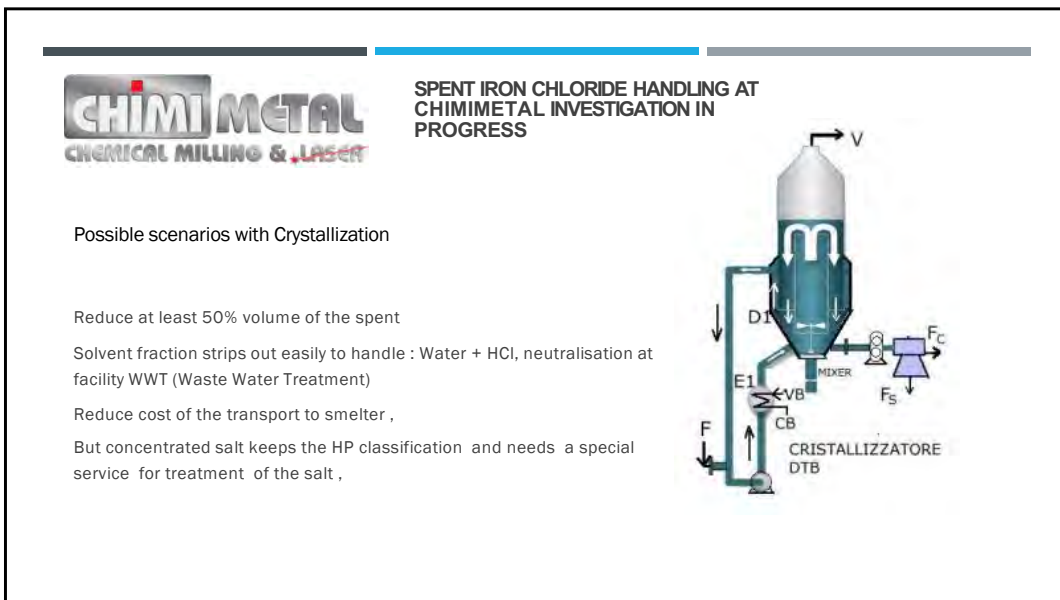 CHIMI METAL
CHEMICAL MILLING & LASER
SPENT IRON CHLORIDE HANDLING AT
CHIMIMETAL INVESTIGATION IN
PROGRESS
Possible scenarios with Crystallization
Reduce at least 50% volume of the spent
Solvent fraction strips out easily to handle : Water + HCl, neutralisation at
facility WWT (Waste Water Treatment)
Reduce cost of the transport to smelter ,
But concentrated salt keeps the HP classification and needs a special
service for treatment of the salt ,
V
D1
MIXER
FC
FS
E1
VB
CB
F
CRISTALLIZZATORE
DTB